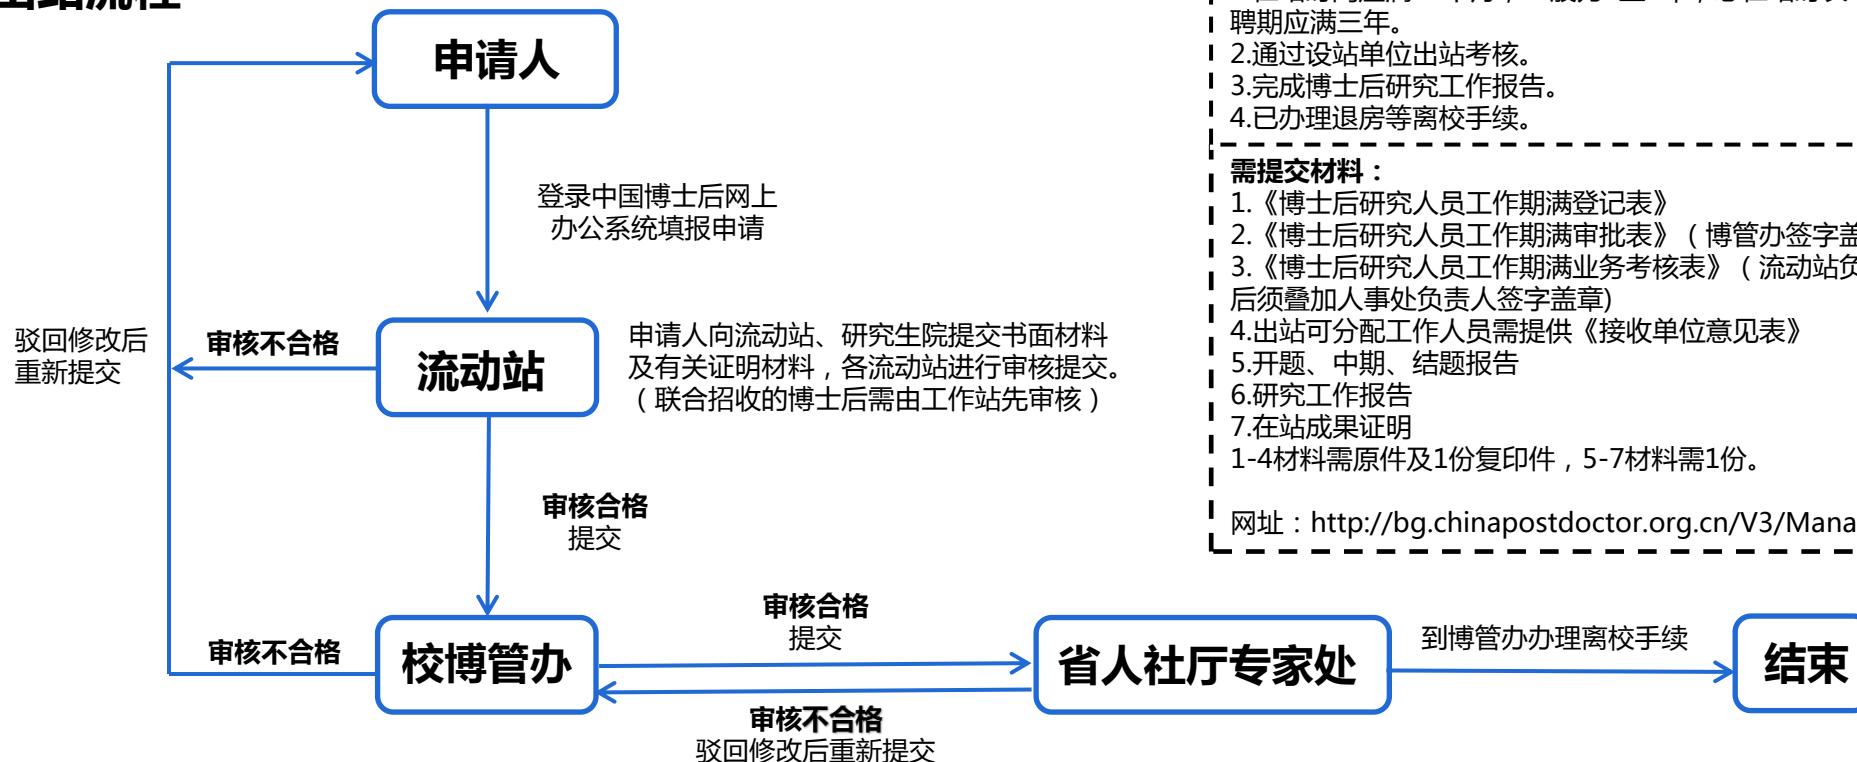 出站流程
申请人
登录中国博士后网上
办公系统填报申请
驳回修改后
重新提交
审核不合格
流动站
申请人向流动站、研究生院提交书面材料
及有关证明材料，各流动站进行审核提交。
（联合招收的博士后需由工作站先审核）
审核合格
提交
审核不合格
校博管办
审核合格
提交
审核不合格
驳回修改后重新提交
省人社厅专家处
到博管办办理离校手续
结束
聘期应满三年。
2.通过设站单位出站考核。
3.完成博士后研究工作报告。
4.已办理退房等离校手续。
需提交材料：
1.《博士后研究人员工作期满登记表》
2.《博士后研究人员工作期满审批表》（博管办签字盖
3.《博士后研究人员工作期满业务考核表》（流动站负
后须叠加人事处负责人签字盖章)
4.出站可分配工作人员需提供《接收单位意见表》
5.开题、中期、结题报告
6.研究工作报告
7.在站成果证明
1-4材料需原件及1份复印件，5-7材料需1份。
网址：http://bg.chinapostdoctor.org.cn/V3/Mana